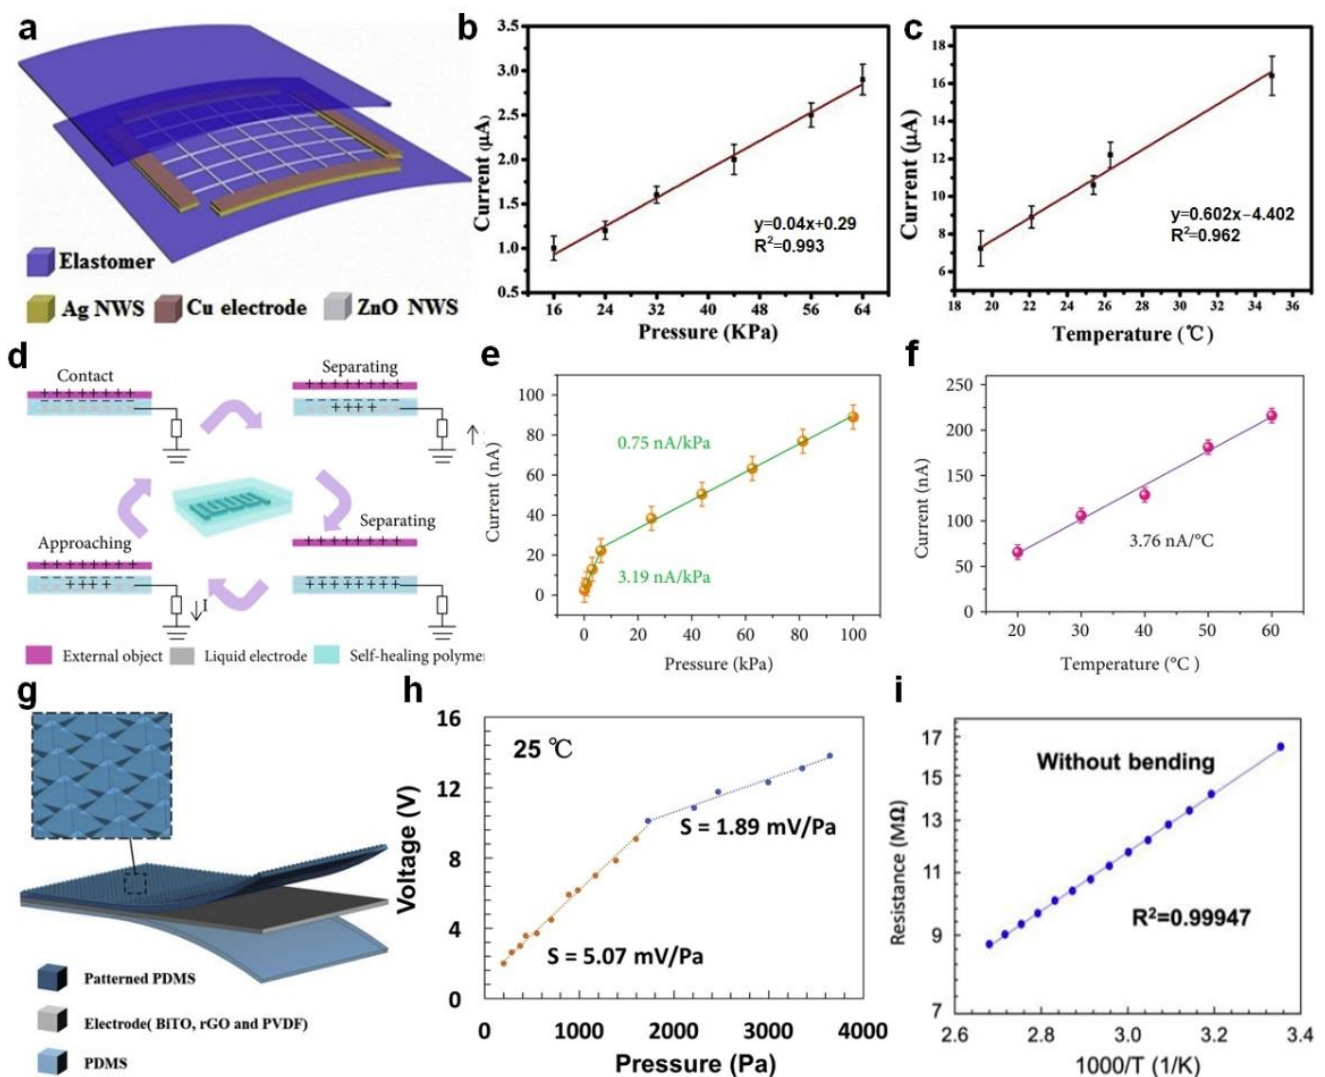 a
Elastomer
Ag NWS Cu electrode ZnO NWS
b
3.5
3.0
2.5
2.0
1.5
1.0
0.5
Current (μA)
y=0.04x+0.29
R²=0.993
16 24 32 40 48 56 64
Pressure (KPa)
c
18
16
14
12
10
8
6
Current (μA)
y=0.602x−4.402
R²=0.962
18 20 22 24 26 28 30 32 34 36
Temperature (℃)
d
Contact
Separating
Approaching
Separating
I
External object Liquid electrode Self-healing polymer
e
100
80
60
40
20
0
Current (nA)
0.75 nA/kPa
3.19 nA/kPa
0 20 40 60 80 100
Pressure (kPa)
f
250
200
150
100
50
0
Current (nA)
3.76 nA/°C
20 30 40 50 60
Temperature (°C)
g
Patterned PDMS
Electrode( BiTO, rGO and PVDF)
PDMS
h
16
12
8
4
0
Voltage (V)
25 ℃
S = 1.89 mV/Pa
S = 5.07 mV/Pa
0 1000 2000 3000 4000
Pressure (Pa)
i
17
15
13
11
9
7
Resistance (MΩ)
Without bending
R²=0.99947
2.6 2.8 3.0 3.2 3.4
1000/T (1/K)